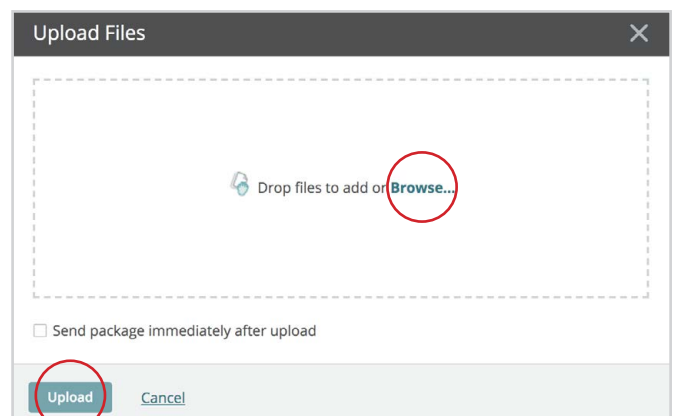 Upload Files
Drop files to add or Browse...
Send package immediately after upload
Upload Cancel